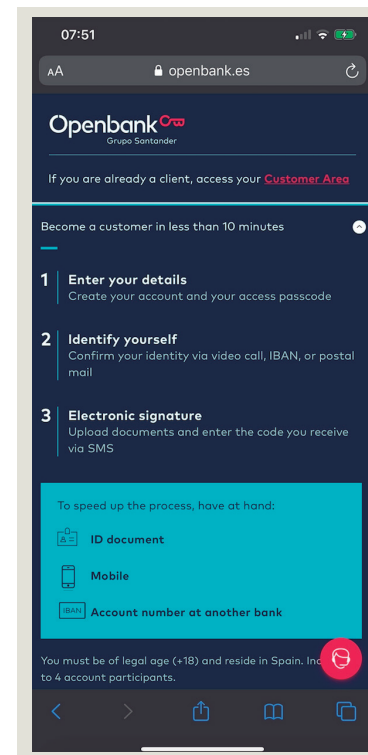 07:51
AA openbank.es
Openbank
Grupo Santander
If you are already a client, access your Customer Area
Become a customer in less than 10 minutes
1 Enter your details
Create your account and your access passcode
2 Identify yourself
Confirm your identity via video call, IBAN, or postal
mail
3 Electronic signature
Upload documents and enter the code you receive
via SMS
To speed up the process, have at hand:
ID document
Mobile
IBAN Account number at another bank
You must be of legal age (+18) and reside in Spain.
to 4 account participants.